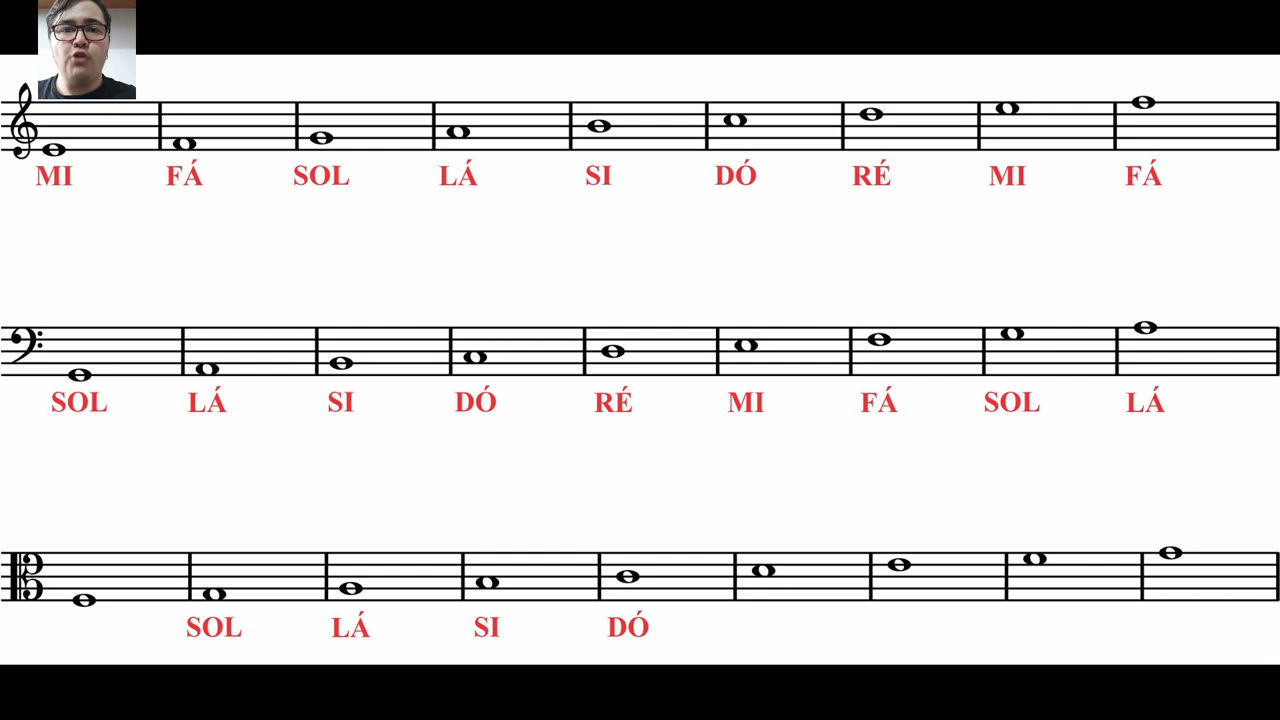 MI FÁ SOL LÁ SI DÓ RÉ MI FÁ
SOL LÁ SI DÓ RÉ MI FÁ SOL LÁ
SOL LÁ SI DÓ